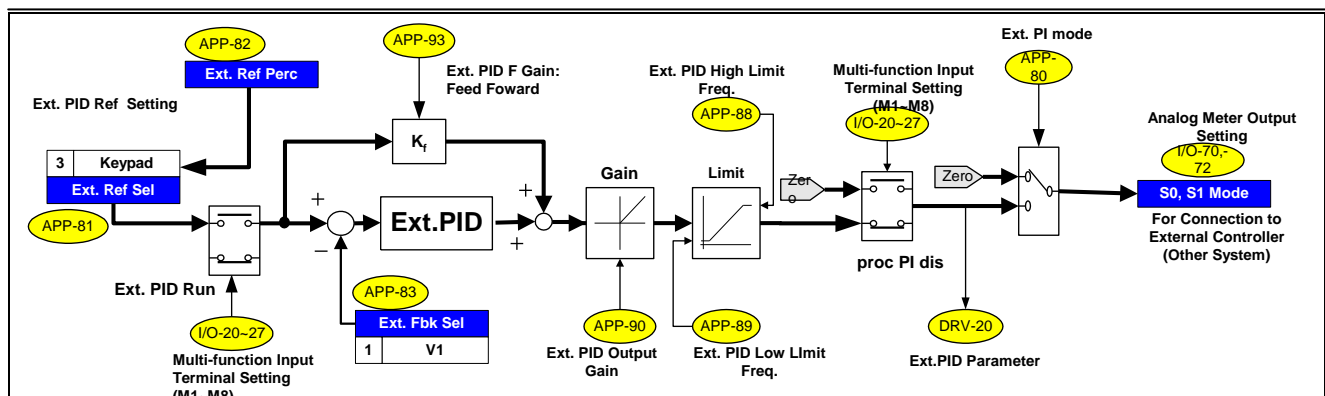 APP-82
Ext. Ref Perc
Ext. PID Ref Setting
3 Keypad
Ext. Ref Sel
APP-81
Ext. PID Run
I/O-20~27
Multi-function Input
Terminal Setting
(M1~M8)
APP-93
Ext. PID F Gain:
Feed Foward
Kf
+
−
Ext.PID
+
+
APP-83
Ext. Fbk Sel
1 V1
Gain
APP-90
Ext. PID Output
Gain
Ext. PID High Limit
Freq.
APP-88
Limit
APP-89
Ext. PID Low LImit
Freq.
Multi-function Input
Terminal Setting
(M1~M8)
I/O-20~27
Zer
o
proc PI dis
Zero
DRV-20
Ext.PID Parameter
Ext. PI mode
APP-
80
Analog Meter Output
Setting
I/O-70,-
72
S0, S1 Mode
For Connection to
External Controller
(Other System)